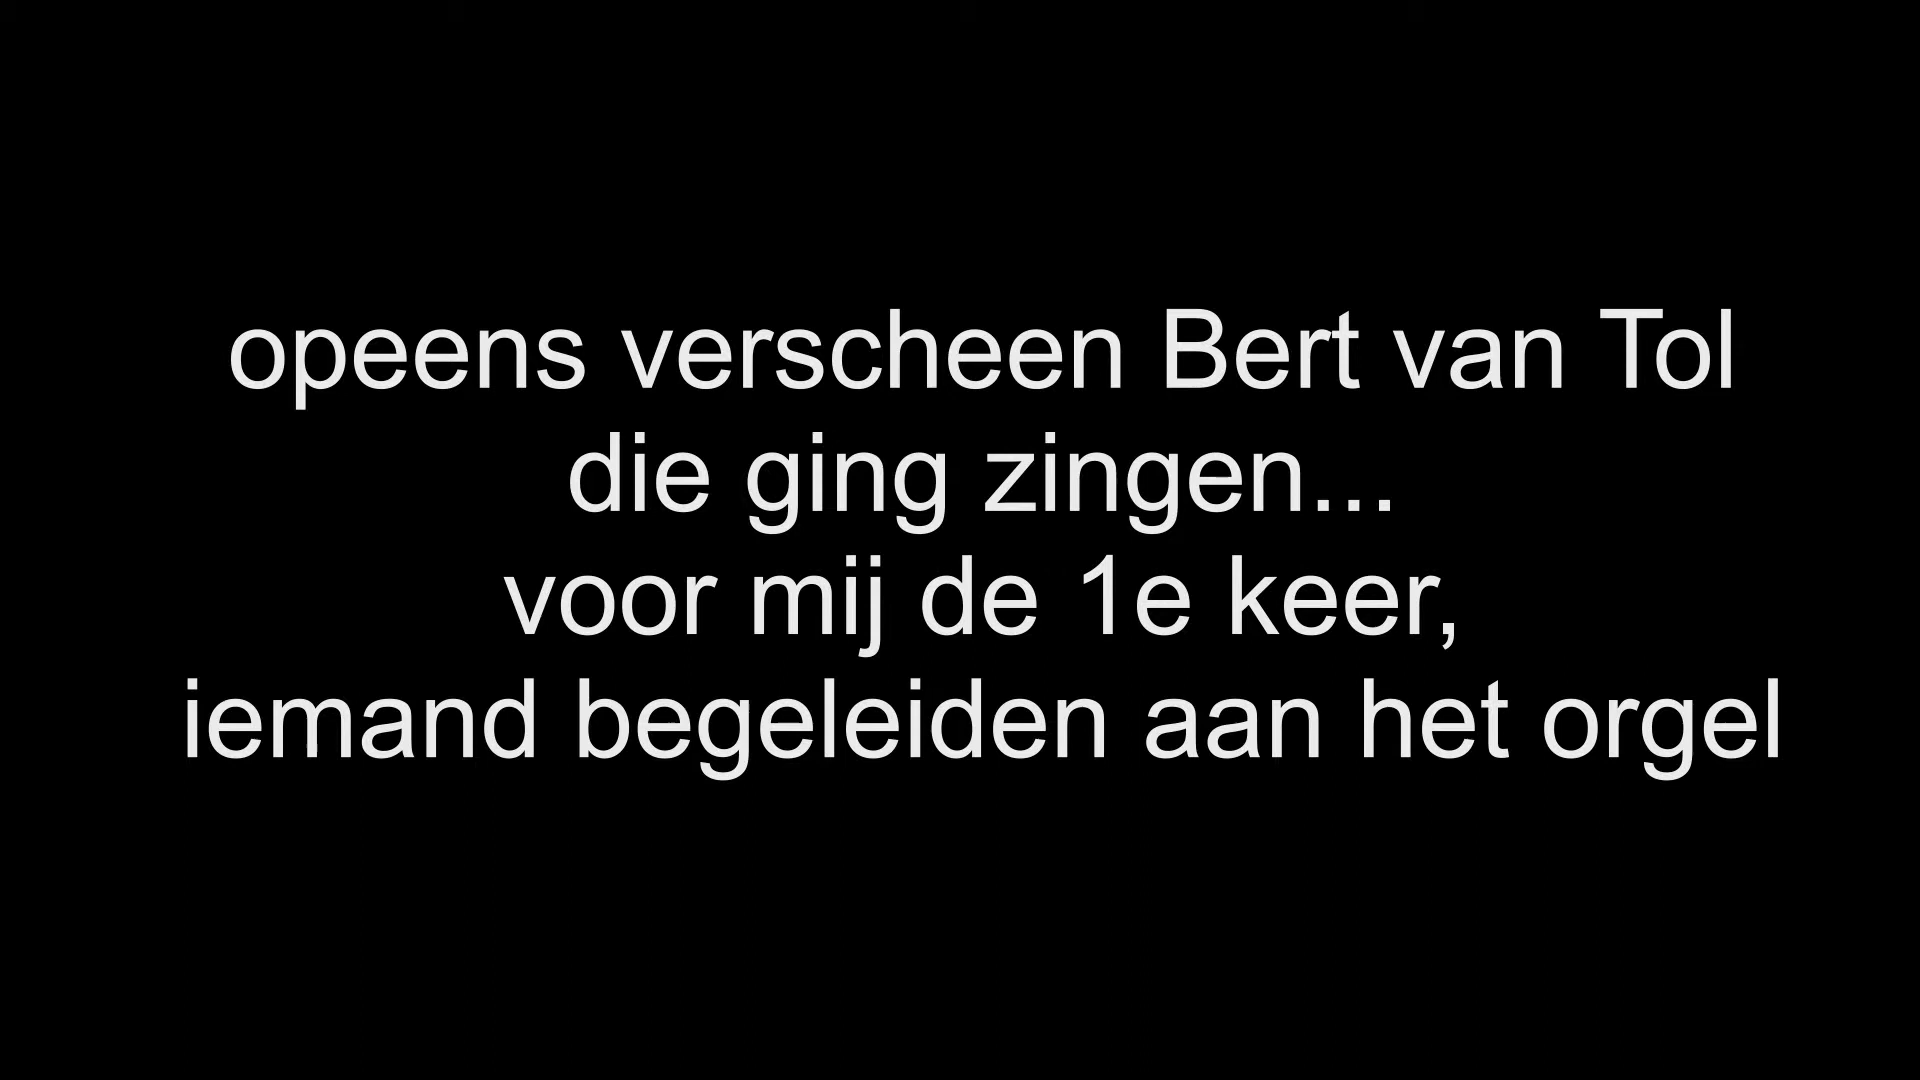 opeens verscheen Bert van Tol
die ging zingen...
voor mij de 1e keer,
iemand begeleiden aan het orgel